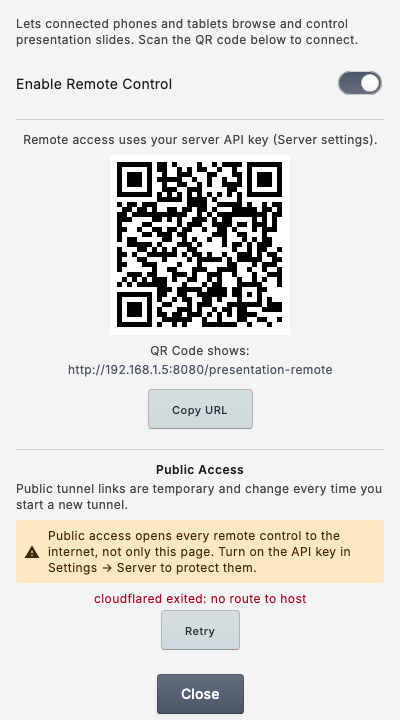 Lets connected phones and tablets browse and control
presentation slides. Scan the QR code below to connect.
Enable Remote Control
Remote access uses your server API key (Server settings).
QR Code shows:
http://192.168.1.5:8080/presentation-remote
Copy URL
Public Access
Public tunnel links are temporary and change every time you
start a new tunnel.
Public access opens every remote control to the
internet, not only this page. Turn on the API key in
Settings → Server to protect them.
cloudflared exited: no route to host
Retry
Close